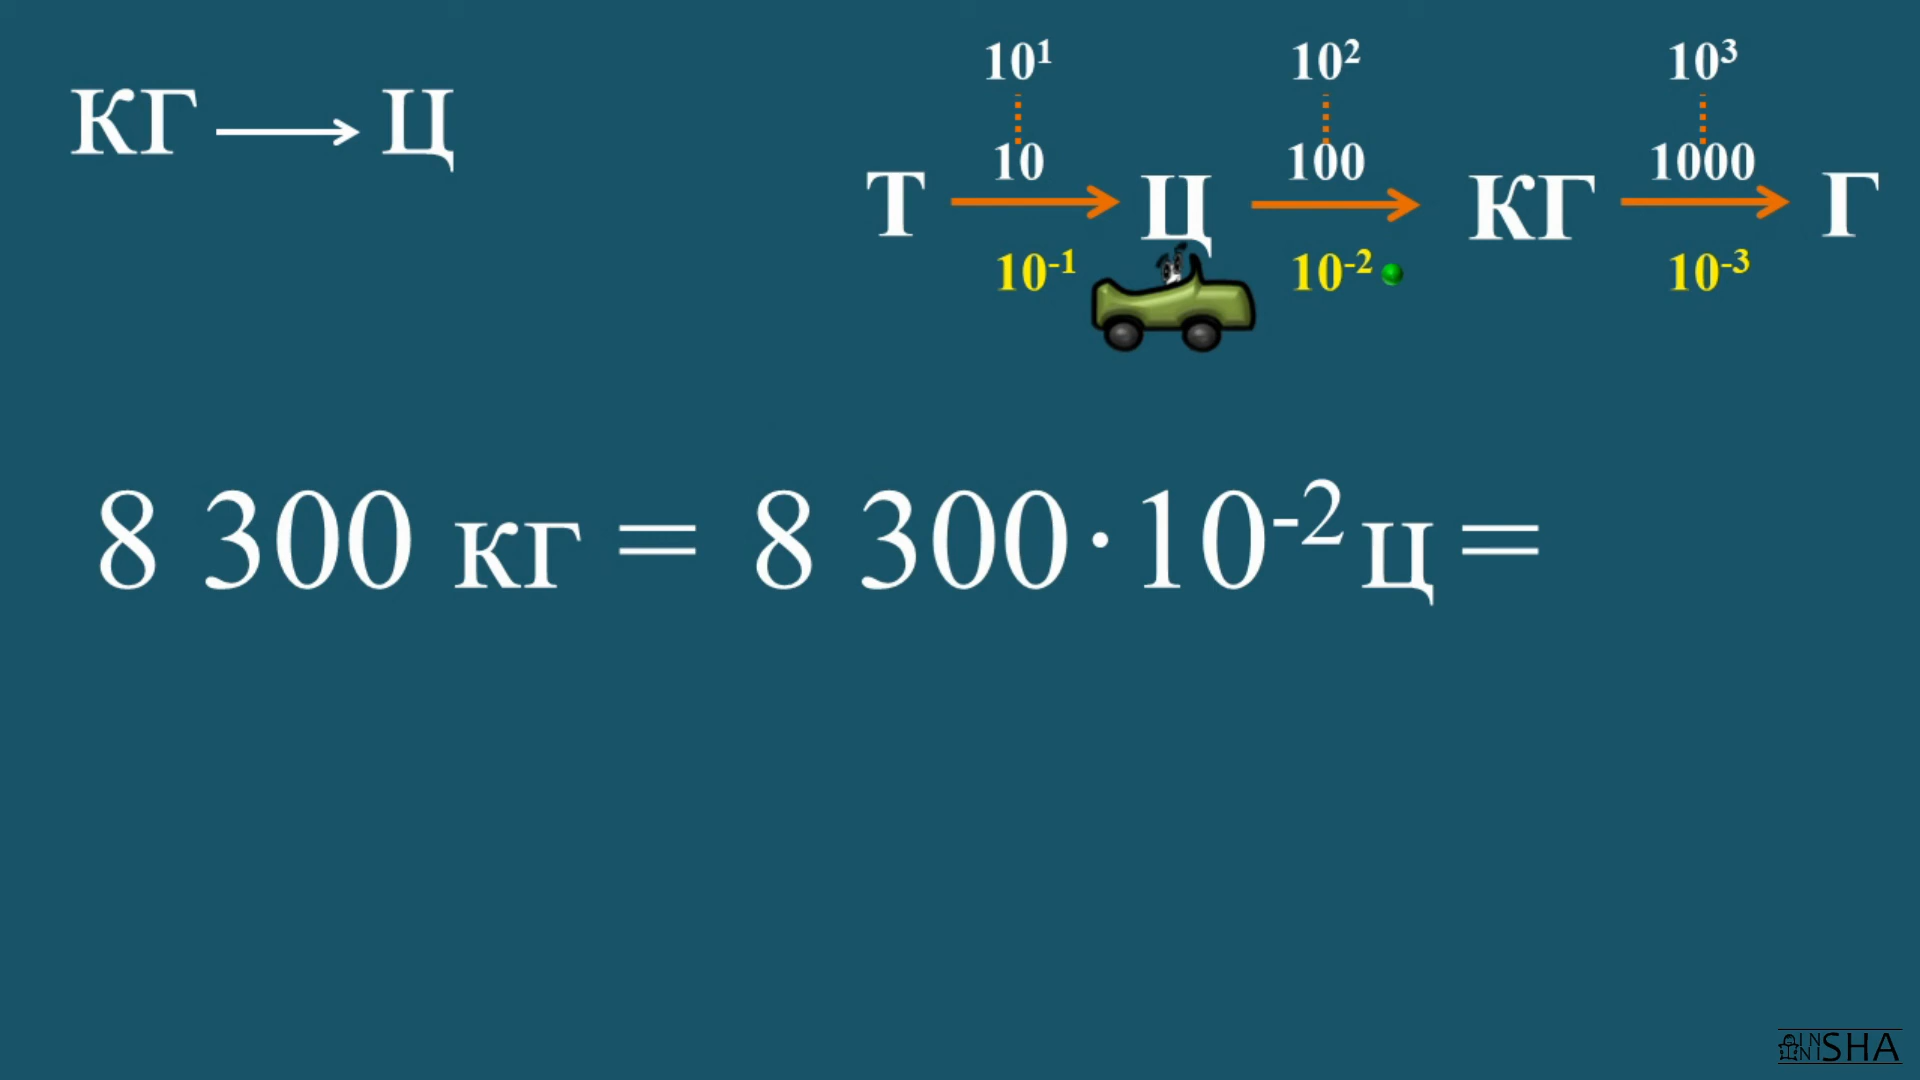 КГ → Ц
10¹ 10² 10³
10 100 1000
Т → Ц → КГ → Г
10⁻¹ 10⁻² 10⁻³
8 300 кг = 8 300·10⁻² ц =
INSHA